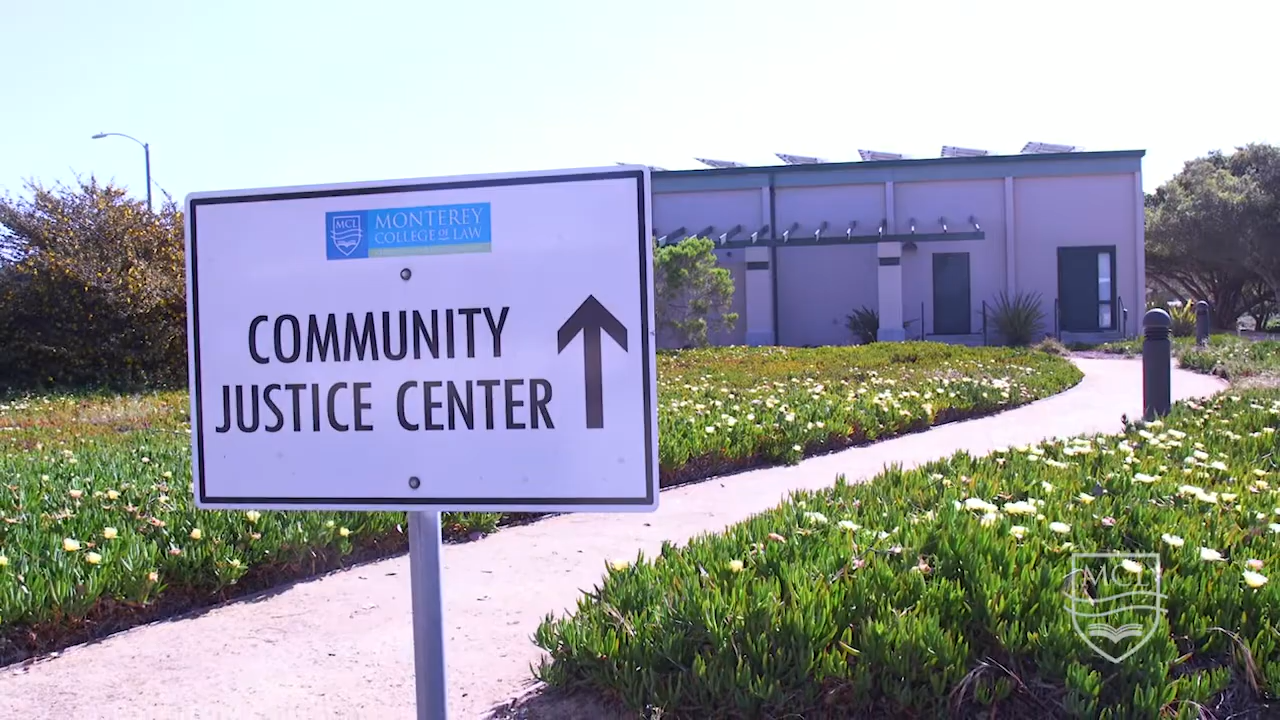 MCL
MONTEREY
COLLEGE OF LAW
COMMUNITY
JUSTICE CENTER
MCL